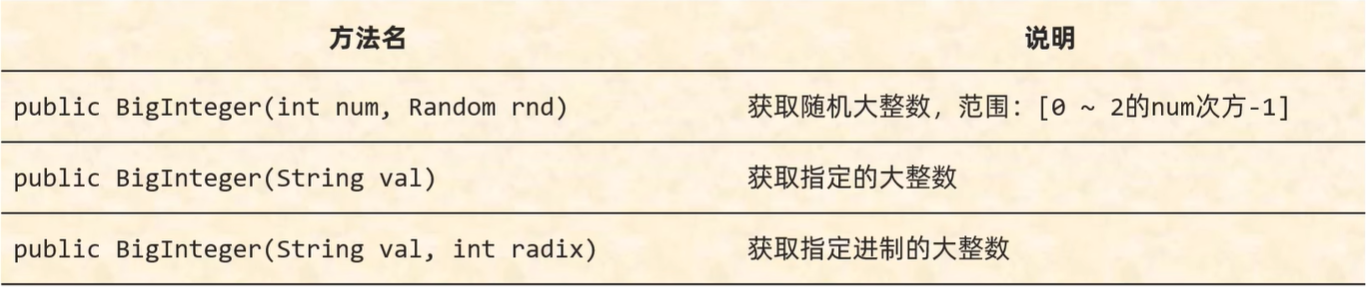 方法名 说明
public BigInteger(int num, Random rnd) 获取随机大整数，范围：[0 ~ 2的num次方-1]
public BigInteger(String val) 获取指定的大整数
public BigInteger(String val, int radix) 获取指定进制的大整数